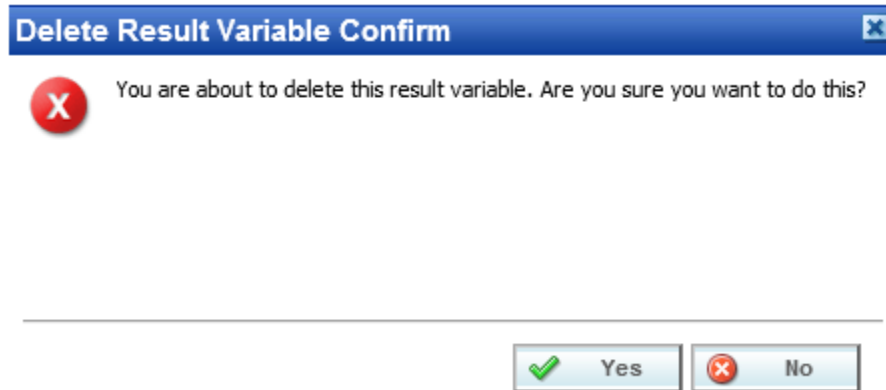 Delete Result Variable Confirm
You are about to delete this result variable. Are you sure you want to do this?
Yes
No